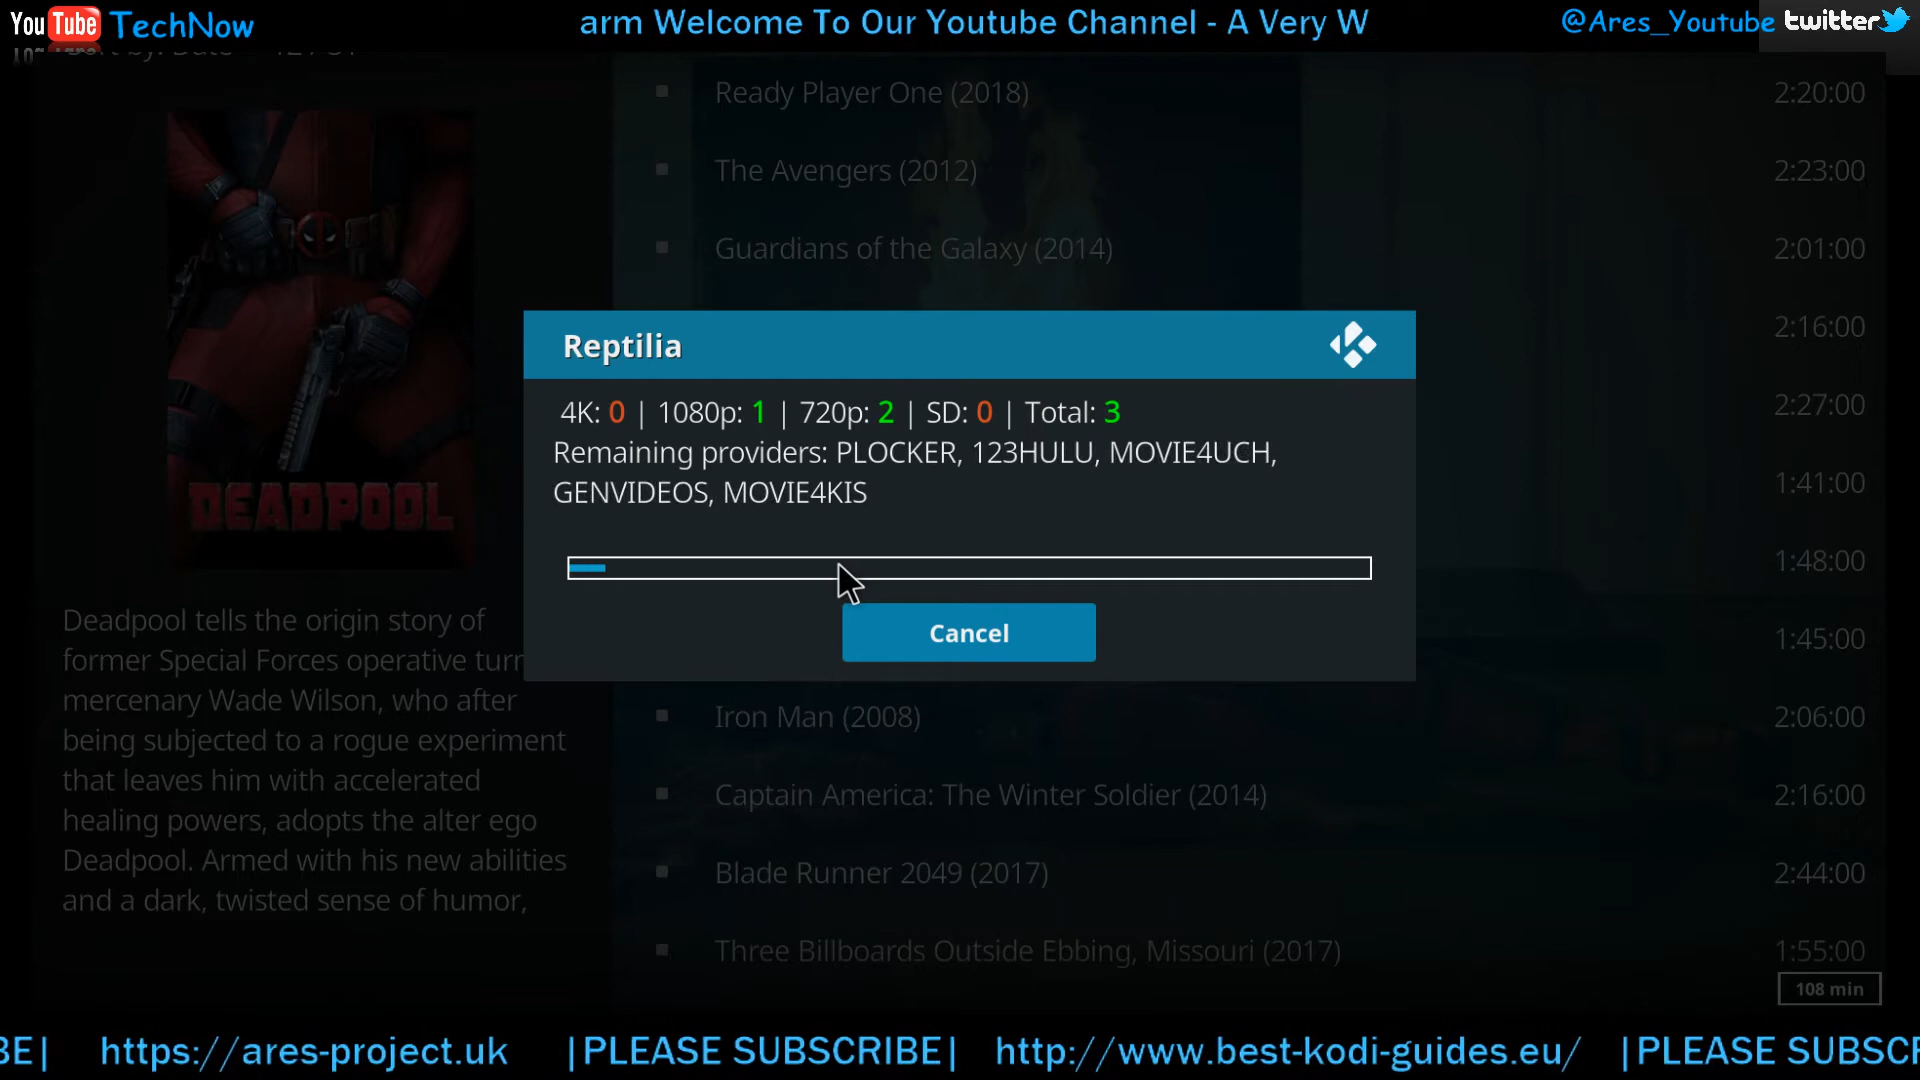 You Tube TechNow
arm Welcome To Our Youtube Channel - A Very W
@Ares_Youtube twitter
Ready Player One (2018) 2:20:00
The Avengers (2012) 2:23:00
Guardians of the Galaxy (2014) 2:01:00
2:16:00
2:27:00
1:41:00
1:48:00
1:45:00
DEADPOOL
Reptilia
4K: 0 | 1080p: 1 | 720p: 2 | SD: 0 | Total: 3
Remaining providers: PLOCKER, 123HULU, MOVIE4UCH,
GENVIDEOS, MOVIE4KIS
Cancel
Deadpool tells the origin story of
former Special Forces operative turn
mercenary Wade Wilson, who after
being subjected to a rogue experiment
that leaves him with accelerated
healing powers, adopts the alter ego
Deadpool. Armed with his new abilities
and a dark, twisted sense of humor,
Iron Man (2008) 2:06:00
Captain America: The Winter Soldier (2014) 2:16:00
Blade Runner 2049 (2017) 2:44:00
Three Billboards Outside Ebbing, Missouri (2017) 1:55:00
108 min
BE| https://ares-project.uk |PLEASE SUBSCRIBE| http://www.best-kodi-guides.eu/ |PLEASE SUBSCR